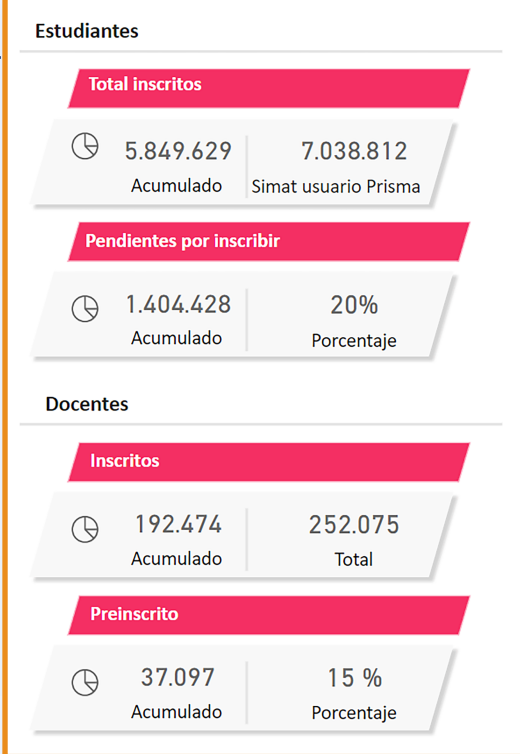 Estudiantes
Total inscritos
5.849.629
7.038.812
Acumulado
Simat usuario Prisma
Pendientes por inscribir
1.404.428
20%
Acumulado
Porcentaje
Docentes
Inscritos
192.474
252.075
Acumulado
Total
Preinscrito
37.097
15 %
Acumulado
Porcentaje